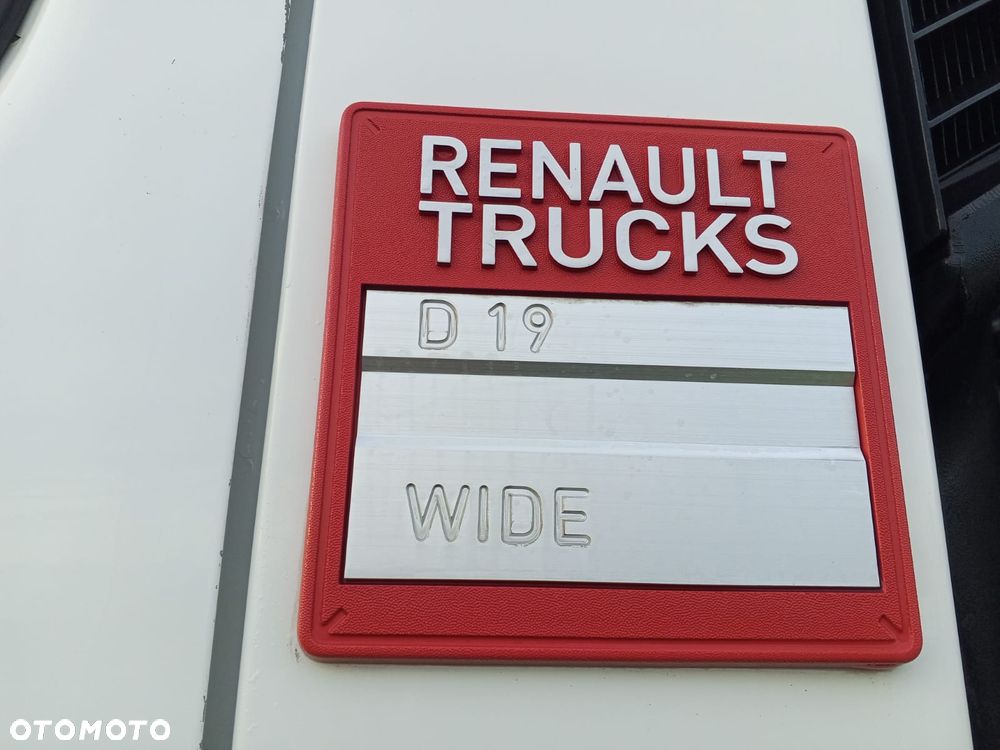 RENAULT
TRUCKS
D 19
WIDE
OTOMOTO